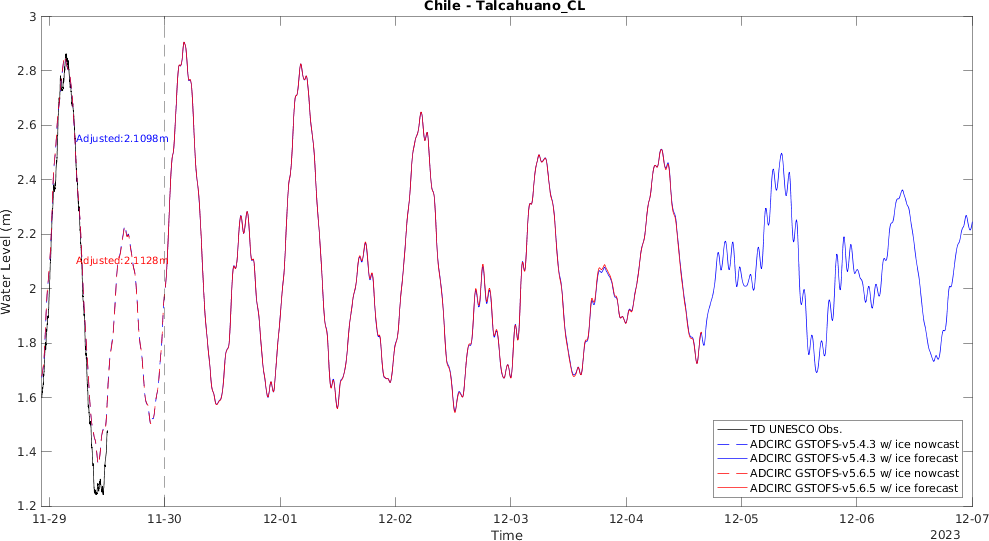 Chile - Talcahuano_CL
Water Level (m)
3
2.8
2.6
2.4
2.2
2
1.8
1.6
1.4
1.2
Adjusted:2.1098m
Adjusted:2.1128m
TD UNESCO Obs.
ADCIRC GSTOFS-v5.4.3 w/ ice nowcast
ADCIRC GSTOFS-v5.4.3 w/ ice forecast
ADCIRC GSTOFS-v5.6.5 w/ ice nowcast
ADCIRC GSTOFS-v5.6.5 w/ ice forecast
11-29 11-30 12-01 12-02 12-03 12-04 12-05 12-06 12-07
Time
2023